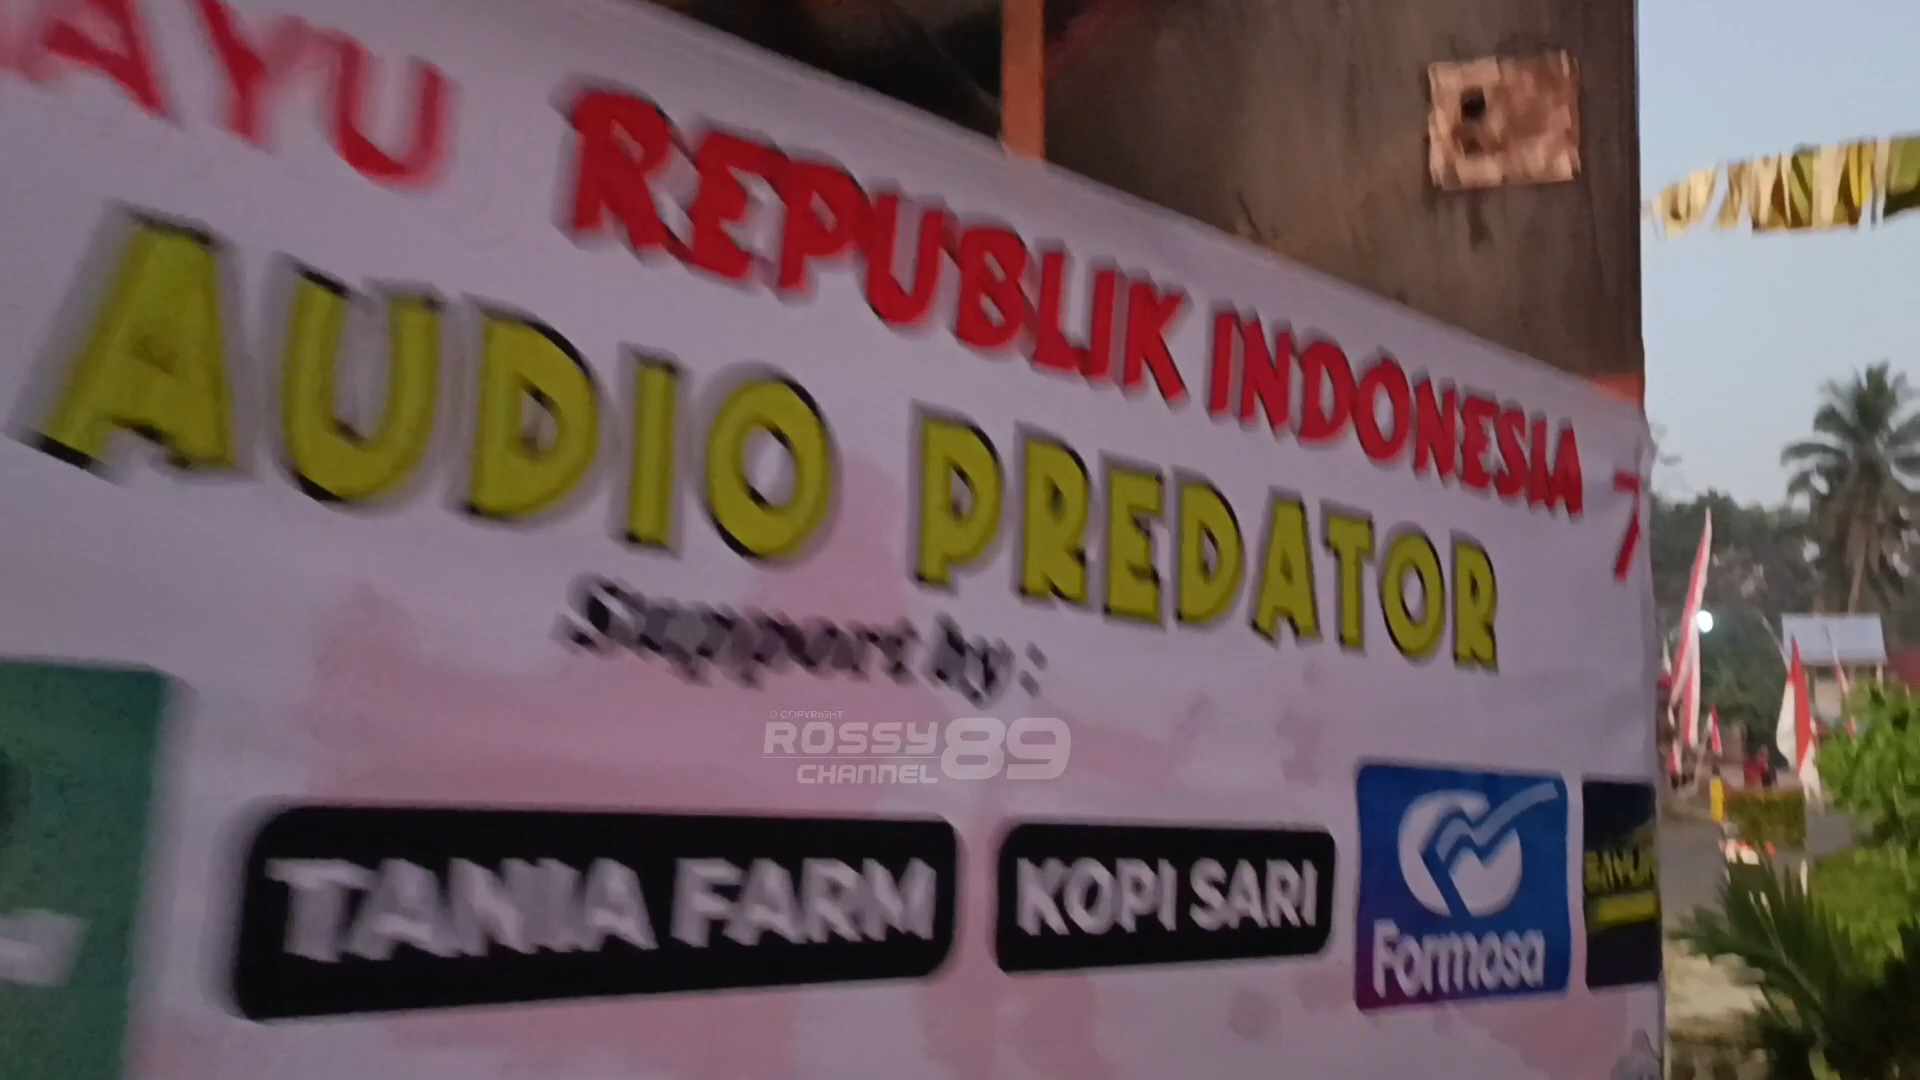 AYU REPUBLIK INDONESIA 7
AUDIO PREDATOR
Support by:
© COPYRIGHT
ROSSY 89
CHANNEL
TANIA FARM
KOPI SARI
Formosa